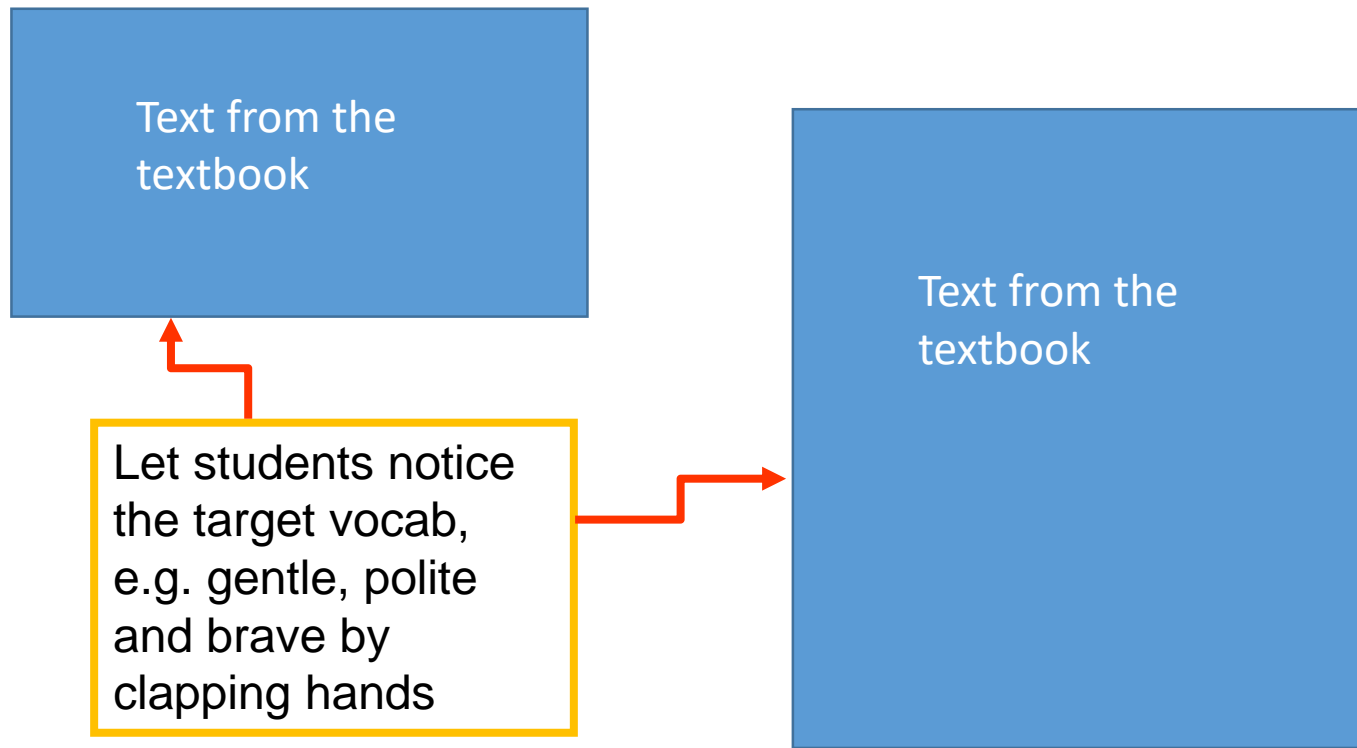 Text from the
textbook
Text from the
textbook
Let students notice
the target vocab,
e.g. gentle, polite
and brave by
clapping hands